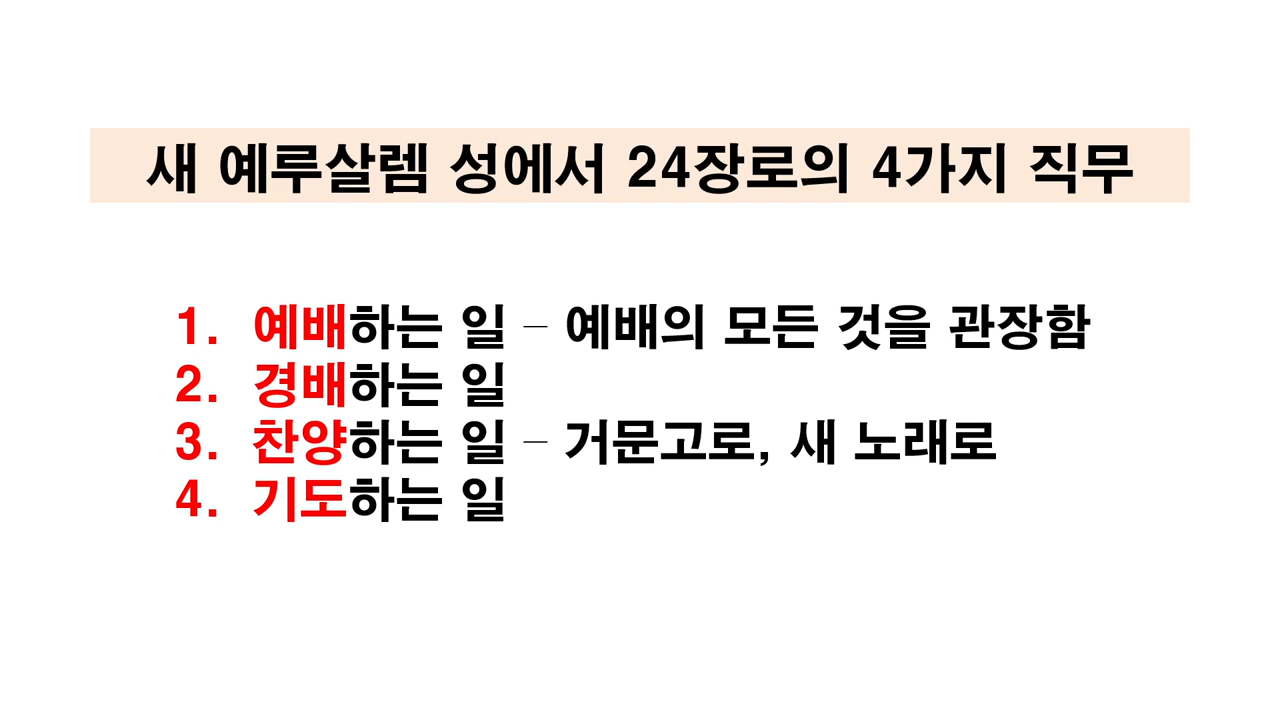 새 예루살렘 성에서 24장로의 4가지 직무
1. 예배하는 일 – 예배의 모든 것을 관장함
2. 경배하는 일
3. 찬양하는 일 – 거문고로, 새 노래로
4. 기도하는 일